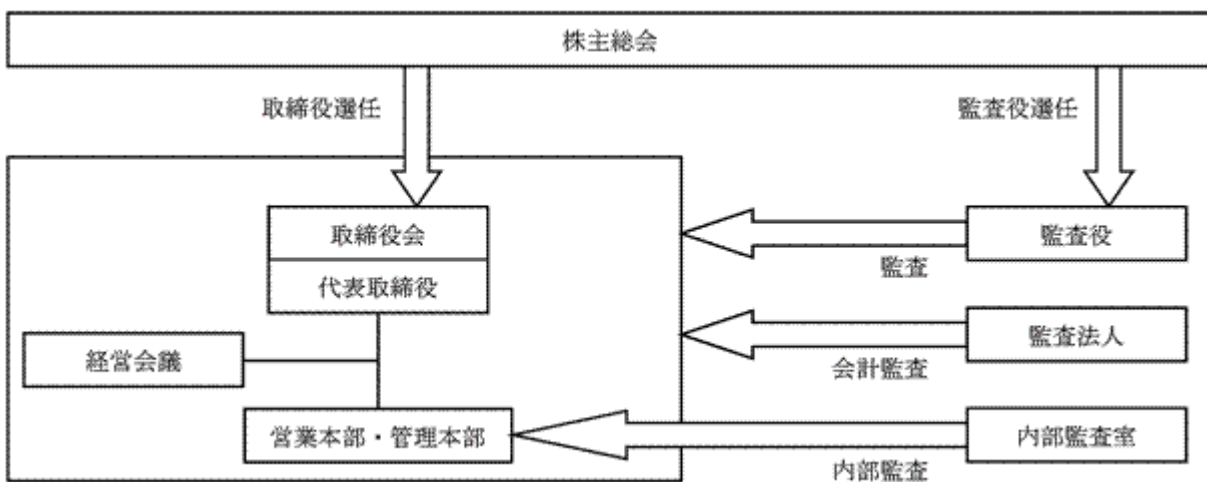 株主総会
取締役選任
監査役選任
取締役会
監査役
監査
代表取締役
監査法人
経営会議
会計監査
営業本部・管理本部
内部監査室
内部監査